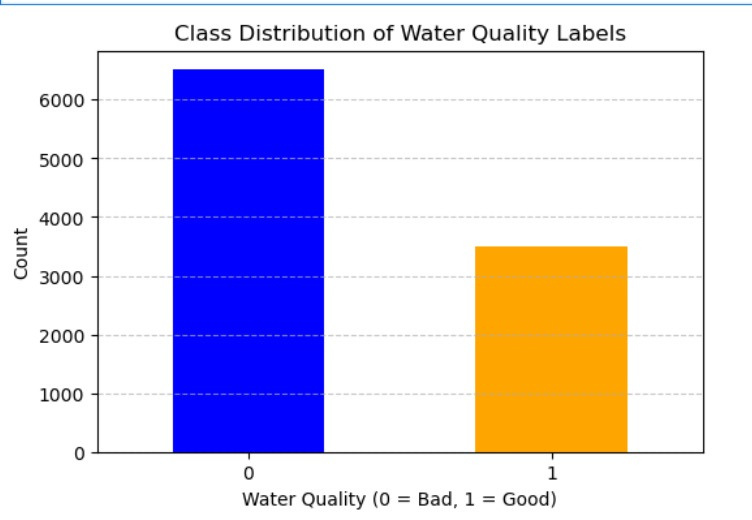 Class Distribution of Water Quality Labels
6000
5000
4000
3000
2000
1000
0
Count
0 1
Water Quality (0 = Bad, 1 = Good)